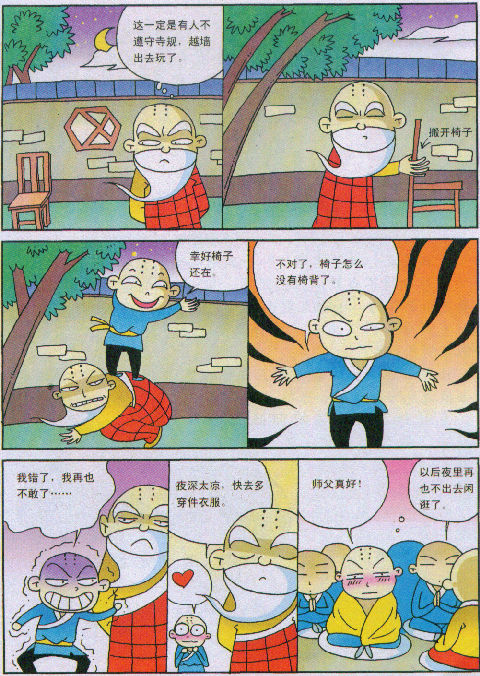 这一定是有人不
遵守寺规，越墙
出去玩了。
搬开椅子
幸好椅子
还在。
不对了，椅子怎么
没有椅背了。
我错了，我再也
不敢了……
夜深太凉，快去多
穿件衣服。
师父真好！
以后夜里再
也不出去闲
逛了。